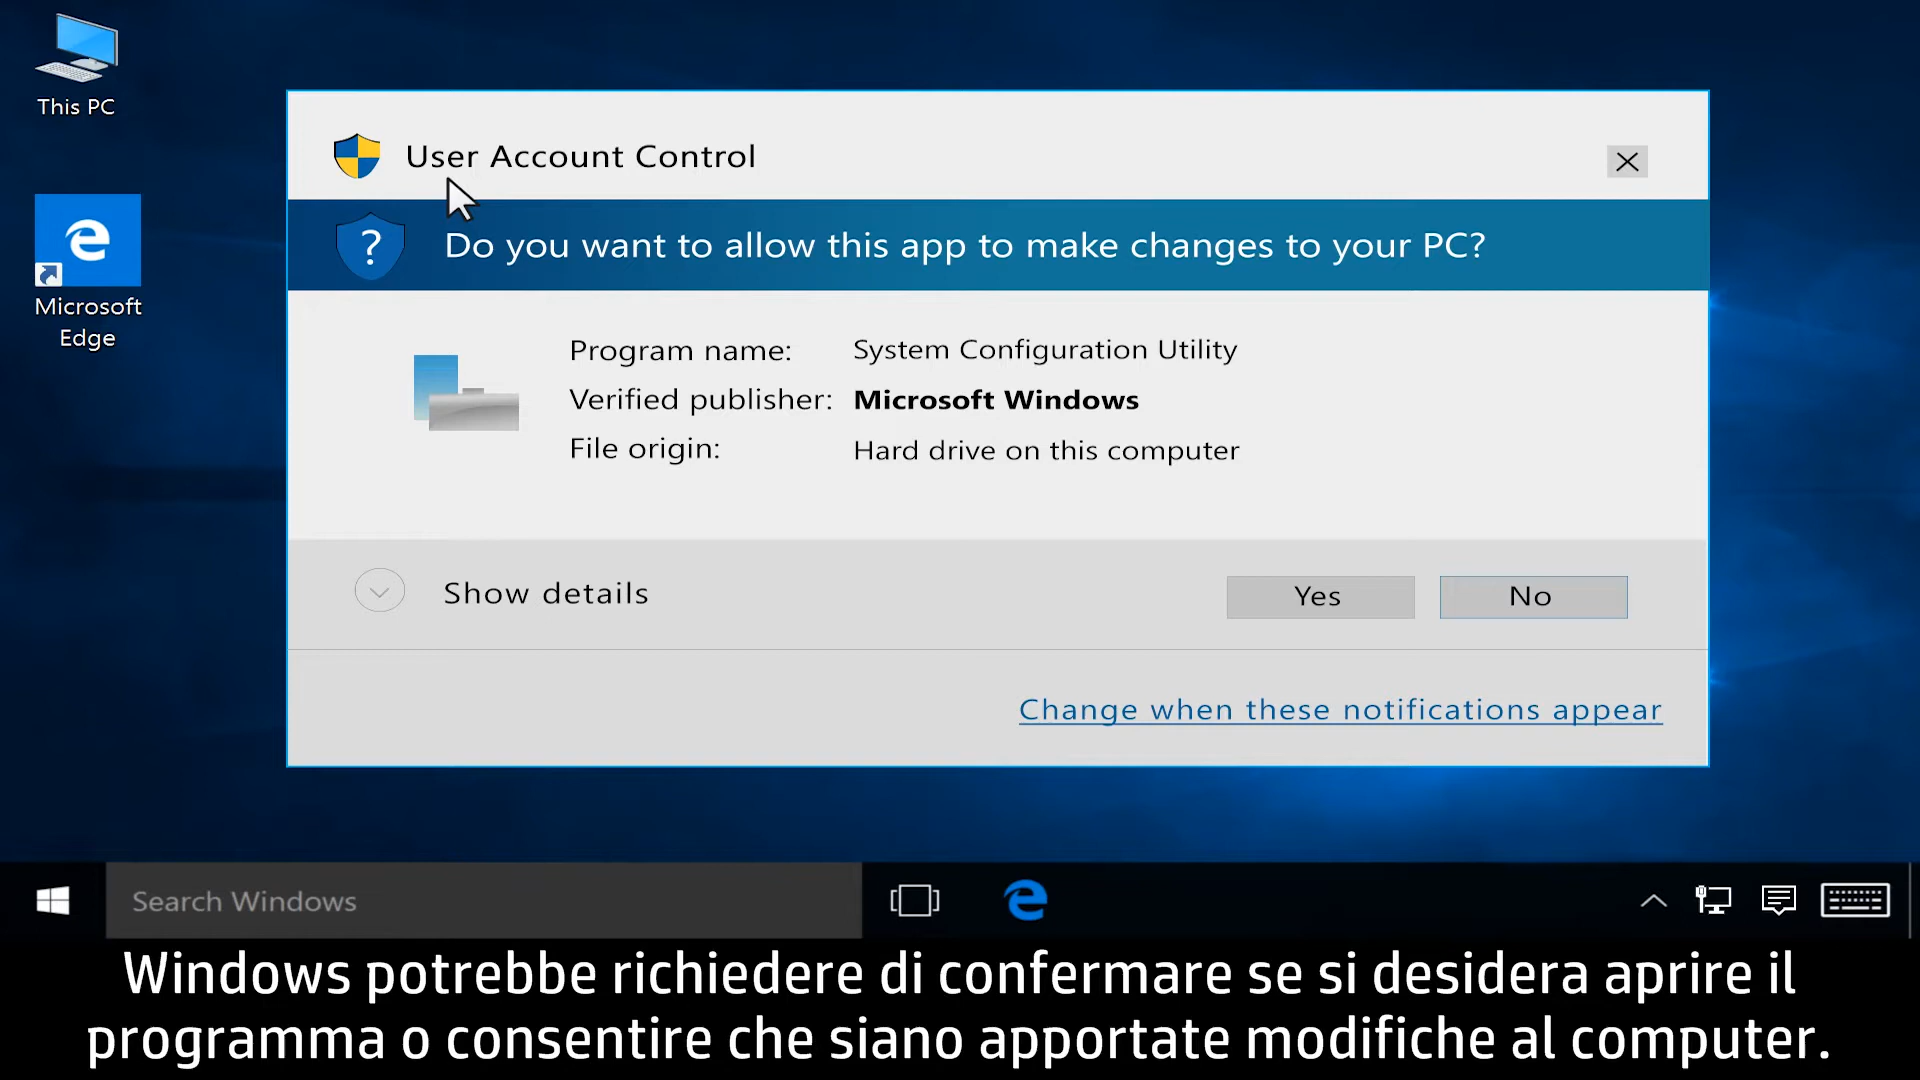 This PC
Microsoft
Edge
User Account Control
Do you want to allow this app to make changes to your PC?
Program name: System Configuration Utility
Verified publisher: Microsoft Windows
File origin: Hard drive on this computer
Show details
Yes No
Change when these notifications appear
Search Windows
Windows potrebbe richiedere di confermare se si desidera aprire il
programma o consentire che siano apportate modifiche al computer.